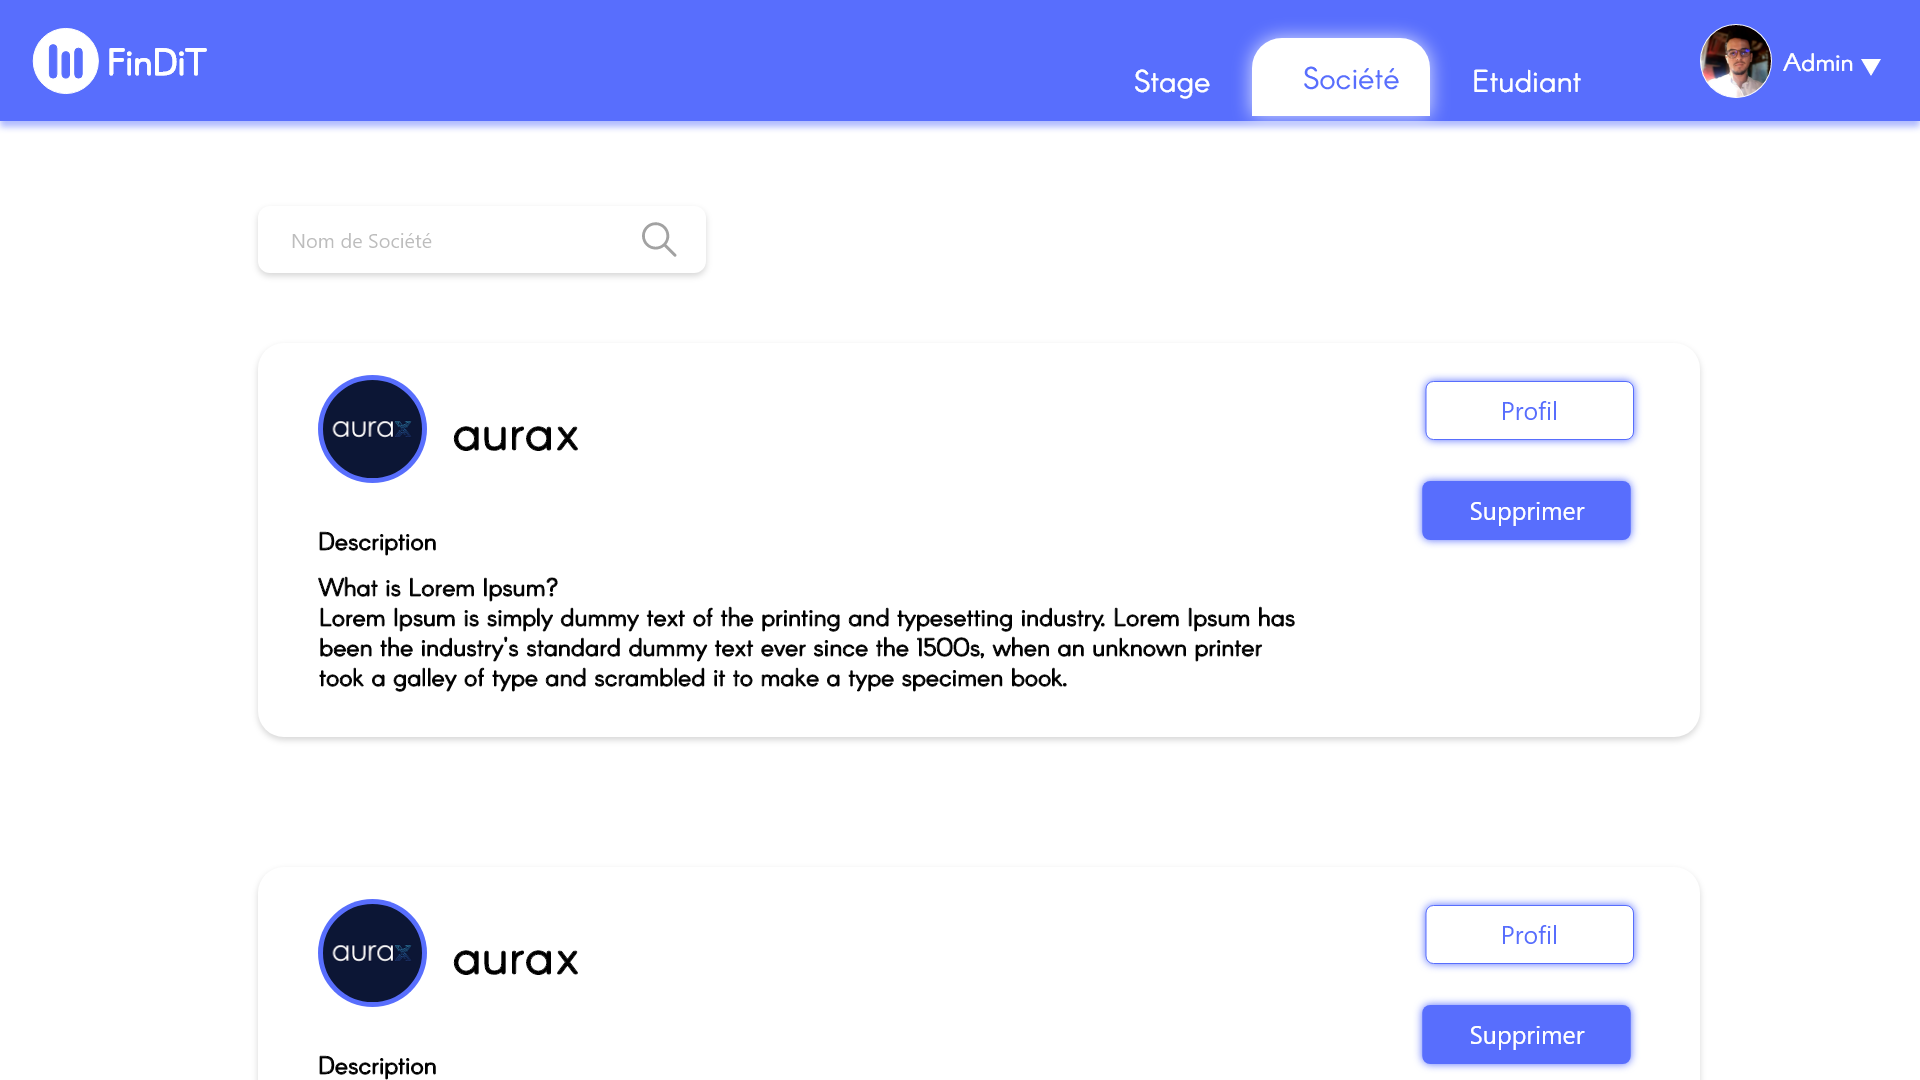 FinDiT
Stage
Société
Etudiant
Admin
Nom de Société
aurax
aurax
Profil
Supprimer
Description
What is Lorem Ipsum?
Lorem Ipsum is simply dummy text of the printing and typesetting industry. Lorem Ipsum has
been the industry's standard dummy text ever since the 1500s, when an unknown printer
took a galley of type and scrambled it to make a type specimen book.
aurax
aurax
Profil
Supprimer
Description